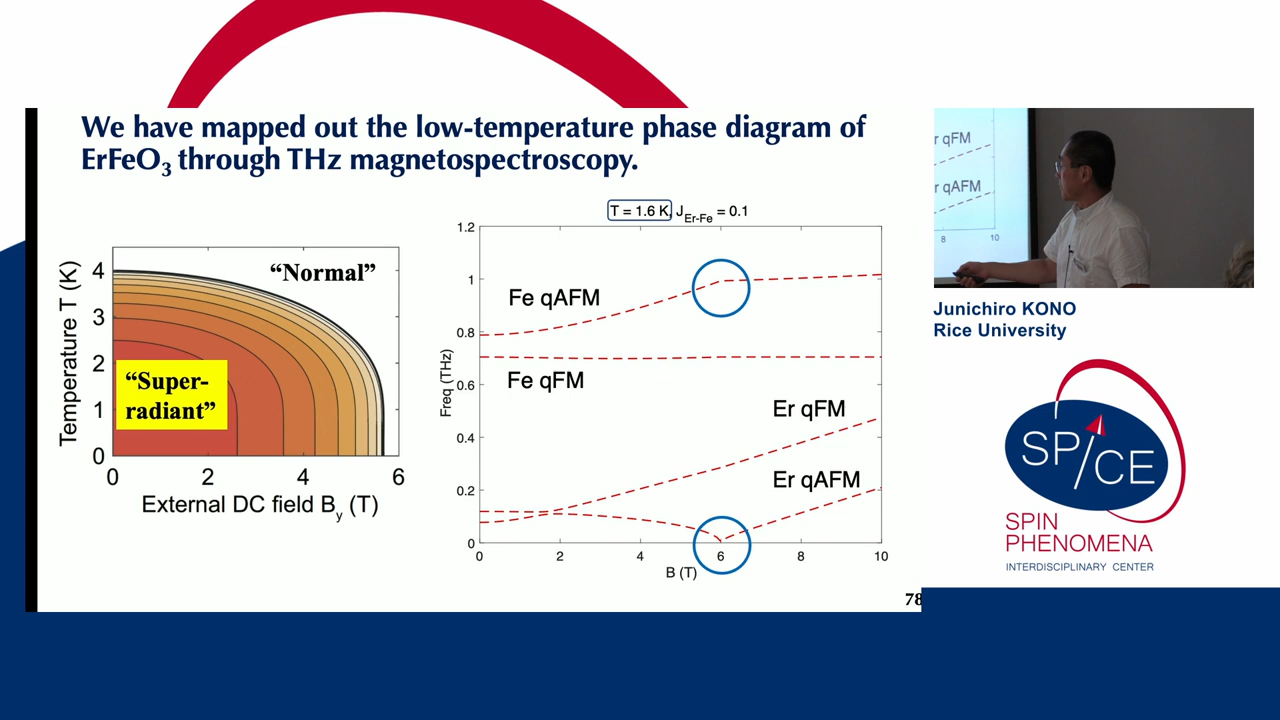 We have mapped out the low-temperature phase diagram of
ErFeO3 through THz magnetospectroscopy.
Temperature T (K)
4
3
2
1
0
0
2
4
6
External DC field By (T)
"Normal"
"Super-
radiant"
T = 1.6 K, JEr-Fe = 0.1
Freq (THz)
1.2
1
0.8
0.6
0.4
0.2
0
0
2
4
6
8
10
B (T)
Fe qAFM
Fe qFM
Er qFM
Er qAFM
78
r qFM
r qAFM
8
10
Junichiro KONO
Rice University
SP/CE
SPIN
PHENOMENA
INTERDISCIPLINARY CENTER